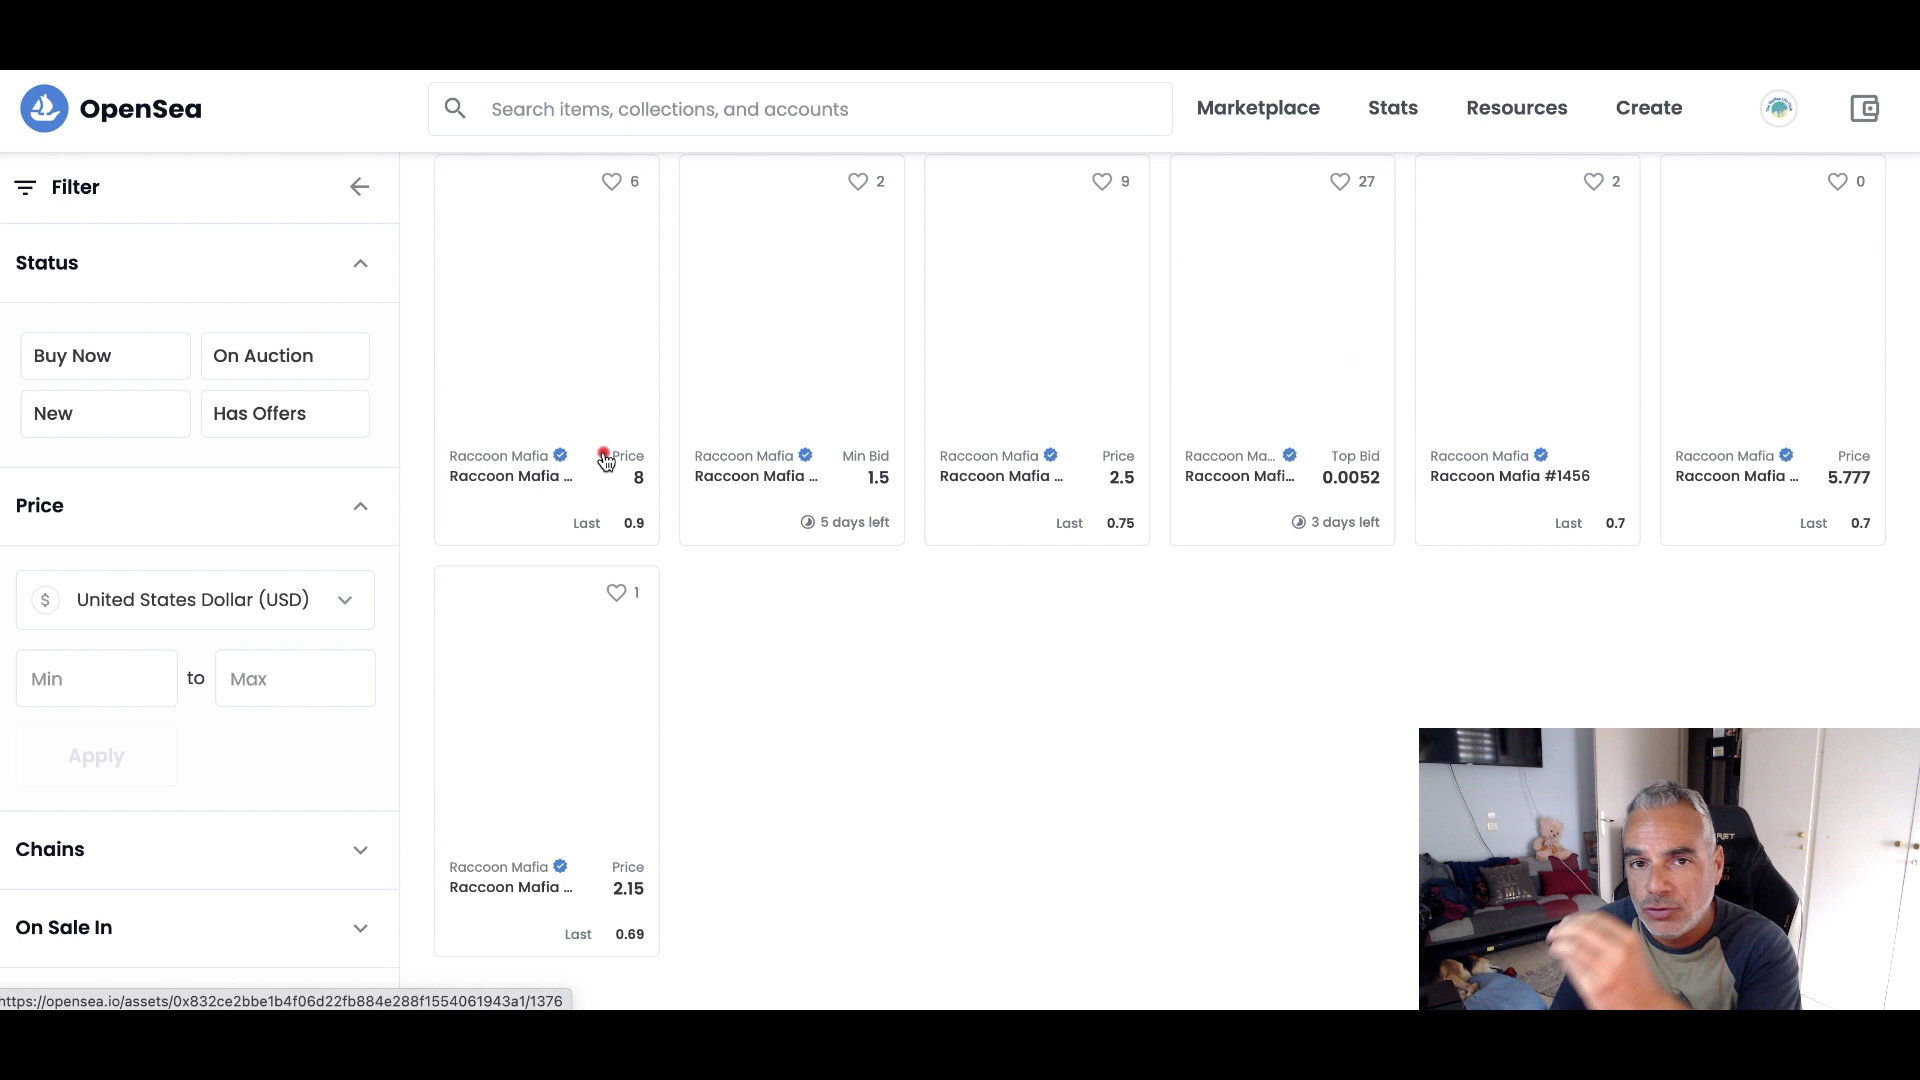 OpenSea
Search items, collections, and accounts
Marketplace
Stats
Resources
Create
Filter
Status
Buy Now
On Auction
New
Has Offers
Price
$ United States Dollar (USD)
Min
to
Max
Apply
Chains
On Sale In
6
Raccoon Mafia
Price
Raccoon Mafia ...
8
Last 0.9
2
Raccoon Mafia
Min Bid
Raccoon Mafia ...
1.5
5 days left
9
Raccoon Mafia
Price
Raccoon Mafia ...
2.5
Last 0.75
27
Raccoon Ma...
Top Bid
Raccoon Mafi...
0.0052
3 days left
2
Raccoon Mafia
Raccoon Mafia #1456
Last 0.7
0
Raccoon Mafia
Price
Raccoon Mafia ...
5.777
Last 0.7
1
Raccoon Mafia
Price
Raccoon Mafia ...
2.15
Last 0.69
https://opensea.io/assets/0x832ce2bbe1b4f06d22fb884e288f1554061943a1/1376